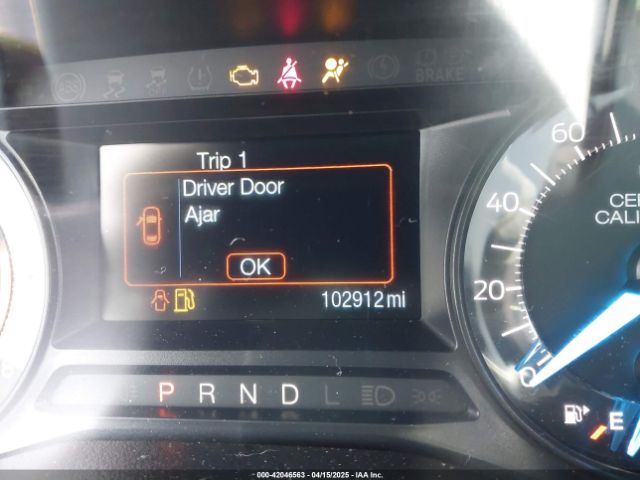 BRAKE
Trip 1
Driver Door
Ajar
OK
102912 mi
P R N D L
60
40
20
0
CER
CALI
E
000-42046563 - 04/15/2025 - IAA Inc.